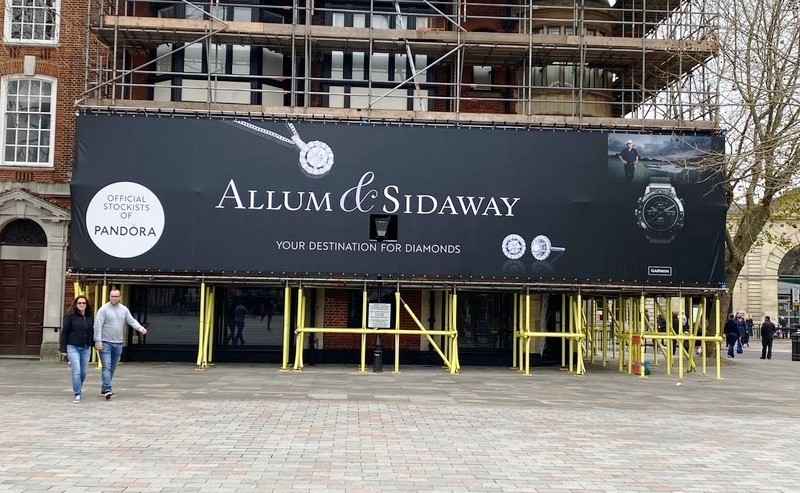 OFFICIAL
STOCKISTS
OF
PANDORA
ALLUM & SIDAWAY
YOUR DESTINATION FOR DIAMONDS
GARMIN